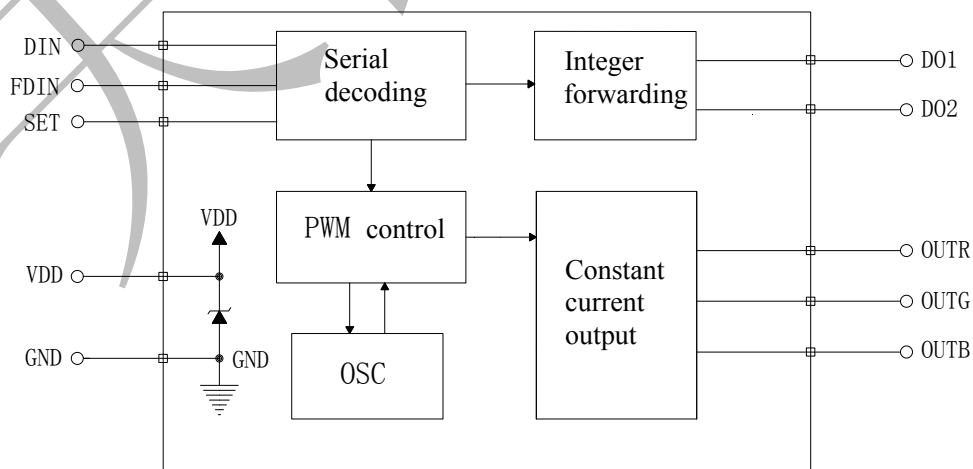 DIN
FDIN
SET
Serial
decoding
Integer
forwarding
DO1
DO2
VDD
PWM control
VDD
GND
GND
OSC
Constant
current
output
OUTR
OUTG
OUTB